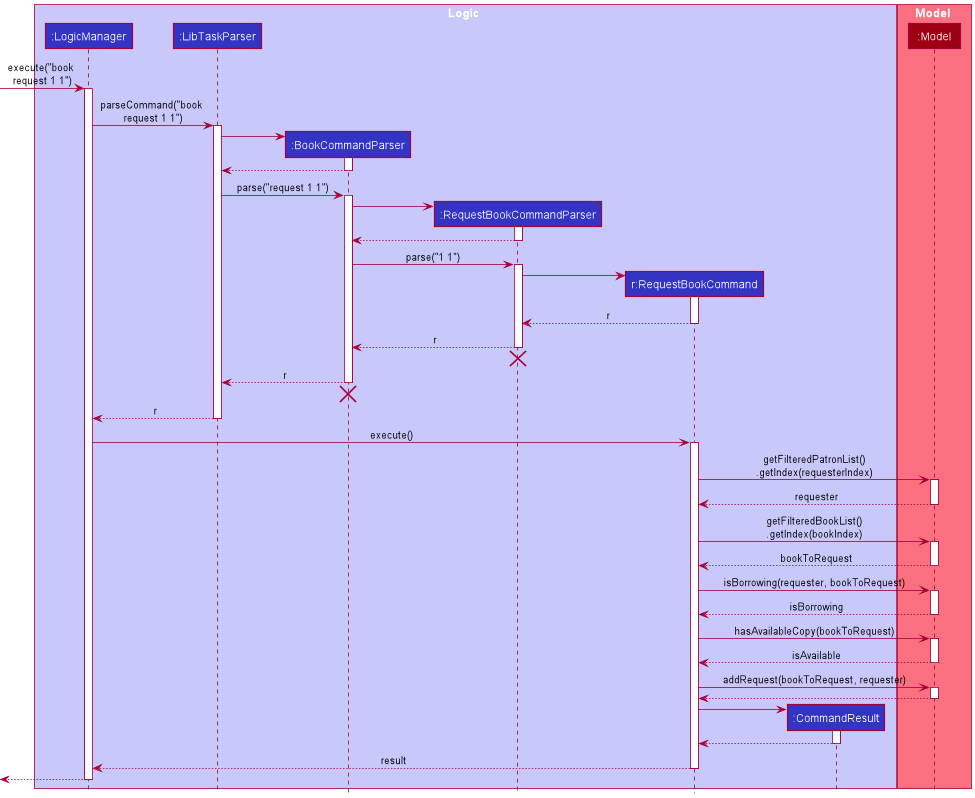 Logic
Model
:LogicManager
:LibTaskParser
:Model
execute("book
request 1 1")
parseCommand("book
request 1 1")
:BookCommandParser
parse("request 1 1")
:RequestBookCommandParser
parse("1 1")
r:RequestBookCommand
r
r
r
r
execute()
getFilteredPatronList()
.getIndex(requesterIndex)
requester
getFilteredBookList()
.getIndex(bookIndex)
bookToRequest
isBorrowing(requester, bookToRequest)
isBorrowing
hasAvailableCopy(bookToRequest)
isAvailable
addRequest(bookToRequest, requester)
:CommandResult
result